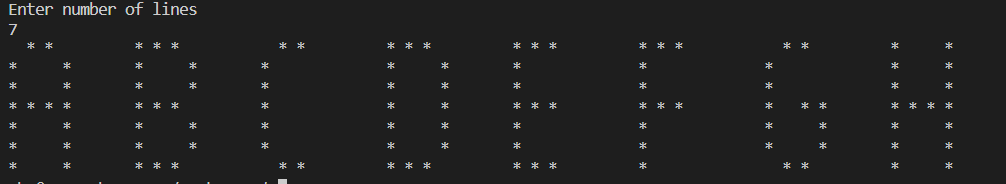 Enter number of lines
7
  * *         * * *           * *         * * *         * * *         * * *           * *         *     *
*     *       *     *       *             *     *       *             *             *             *     *
*     *       *     *       *             *     *       *             *             *             *     *
* * * *       * * *         *             *     *       * * *         * * *         *   * *       * * * *
*     *       *     *       *             *     *       *             *             *     *       *     *
*     *       *     *       *             *     *       *             *             *     *       *     *
*     *       * * *           * *         * * *         * * *         *               * *         *     *